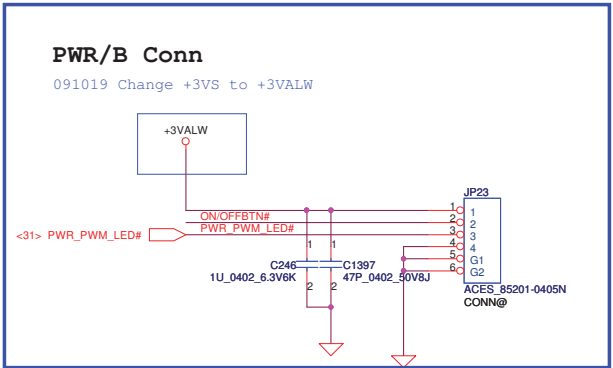 PWR/B Conn
091019 Change +3VS to +3VALW
+3VALW
JP23
1 1
ON/OFFBTN# 2 2
<31> PWR_PWM_LED# PWR_PWM_LED# 3 3
4 4
5 G1
6 G2
1 1
C246 C1397
1U_0402_6.3V6K 47P_0402_50V8J
2 2
ACES_85201-0405N
CONN@